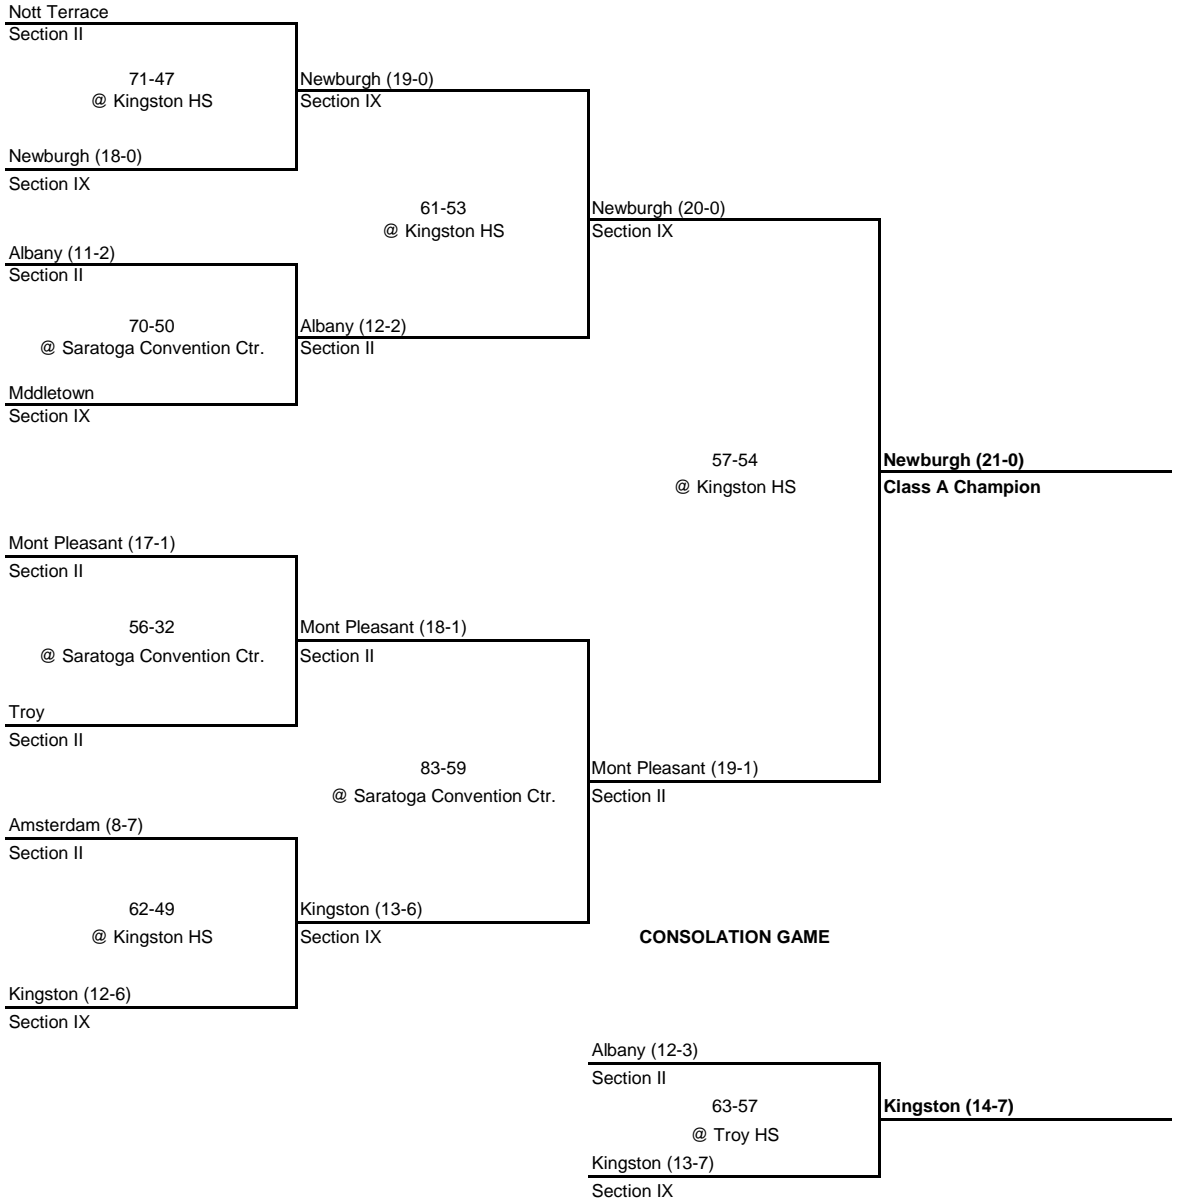 Nott Terrace
Section II
71-47
@ Kingston HS
Newburgh (19-0)
Section IX
Newburgh (18-0)
Section IX
61-53
@ Kingston HS
Newburgh (20-0)
Section IX
Albany (11-2)
Section II
70-50
@ Saratoga Convention Ctr.
Albany (12-2)
Section II
Mddletown
Section IX
57-54
@ Kingston HS
Newburgh (21-0)
Class A Champion
Mont Pleasant (17-1)
Section II
56-32
@ Saratoga Convention Ctr.
Mont Pleasant (18-1)
Section II
Troy
Section II
83-59
@ Saratoga Convention Ctr.
Mont Pleasant (19-1)
Section II
Amsterdam (8-7)
Section II
62-49
@ Kingston HS
Kingston (13-6)
Section IX
CONSOLATION GAME
Kingston (12-6)
Section IX
Albany (12-3)
Section II
63-57
@ Troy HS
Kingston (14-7)
Kingston (13-7)
Section IX